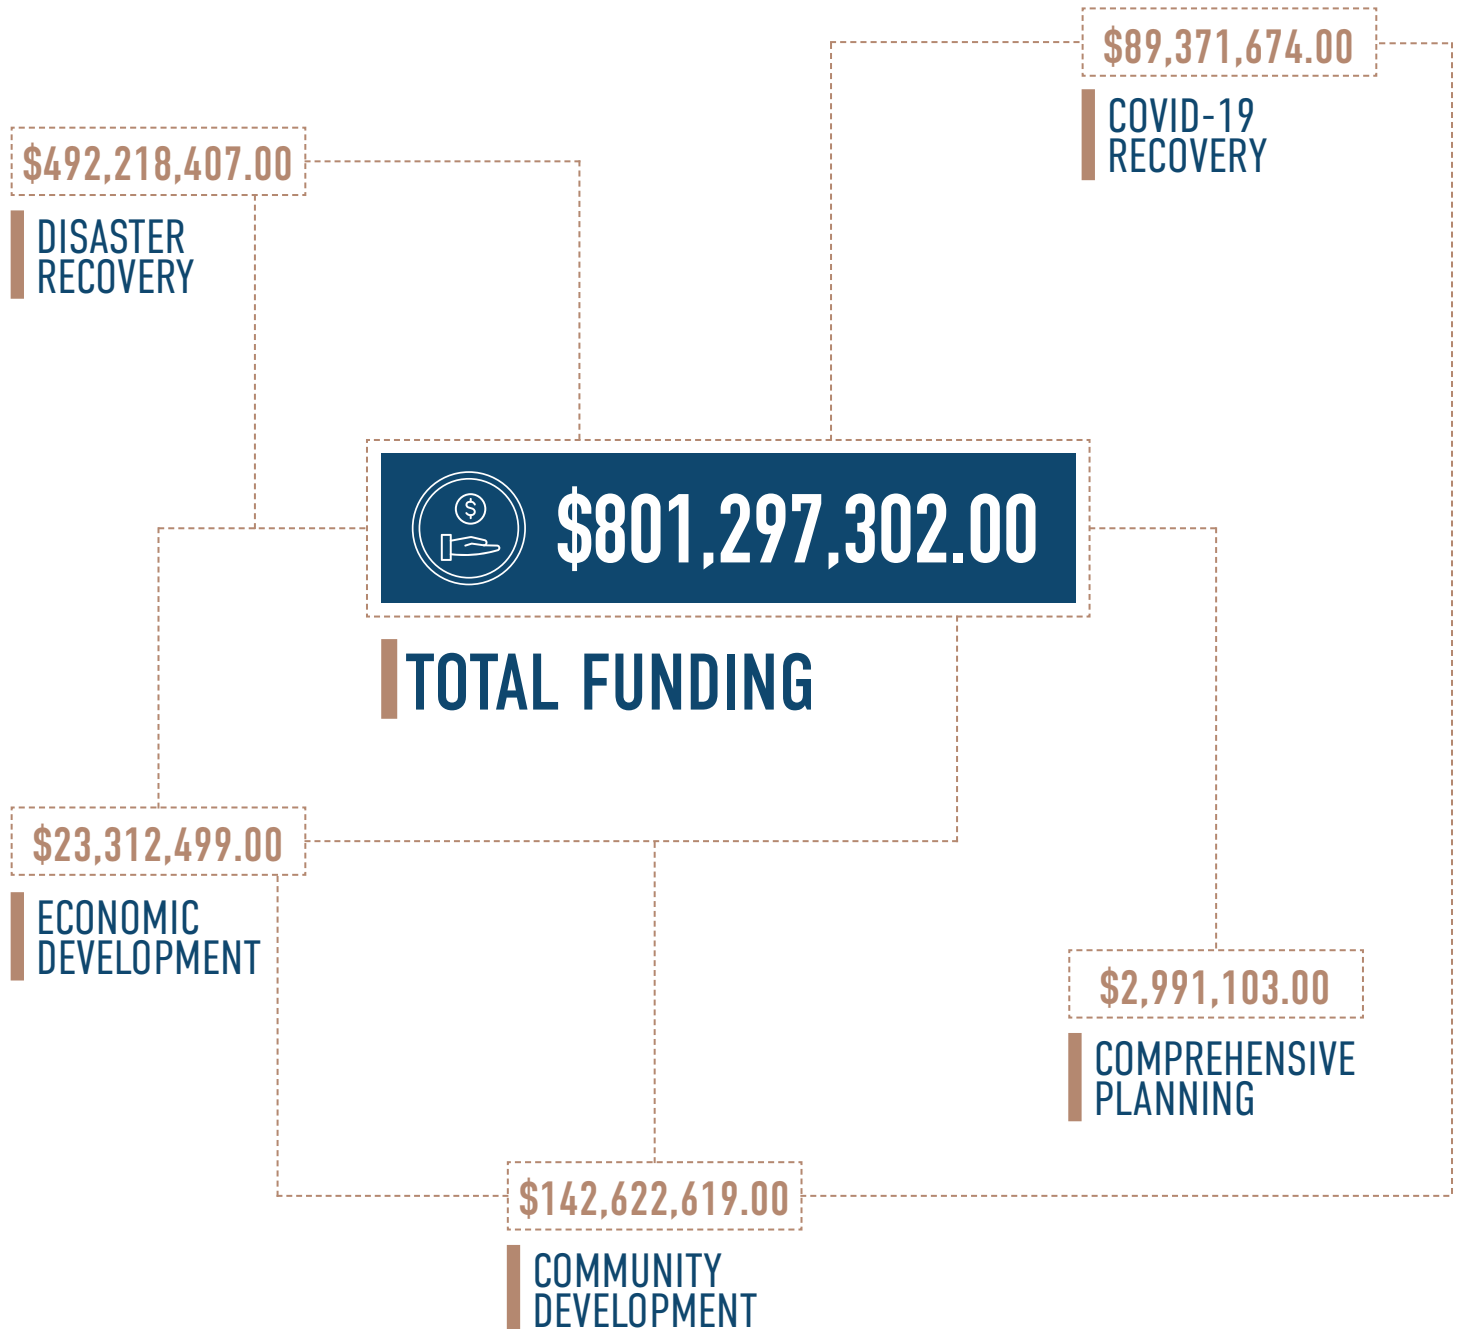 $89,371,674.00
COVID-19
RECOVERY
$492,218,407.00
DISASTER
RECOVERY
$
$801,297,302.00
TOTAL FUNDING
$23,312,499.00
ECONOMIC
DEVELOPMENT
$2,991,103.00
COMPREHENSIVE
PLANNING
$142,622,619.00
COMMUNITY
DEVELOPMENT